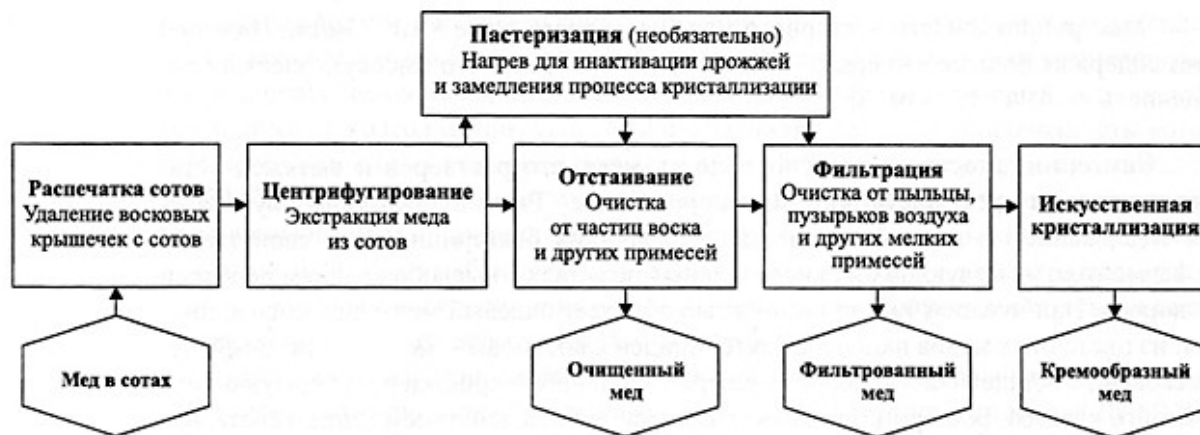 Пастеризация (необязательно)
Нагрев для инактивации дрожжей
и замедления процесса кристаллизации
Распечатка сотов
Удаление восковых
крышечек с сотов
Центрифугирование
Экстракция меда
из сотов
Отстаивание
Очистка
от частиц воска
и других примесей
Фильтрация
Очистка от пыльцы,
пузырьков воздуха
и других мелких
примесей
Искусственная
кристаллизация
Мед в сотах
Очищенный
мед
Фильтрованный
мед
Кремообразный
мед